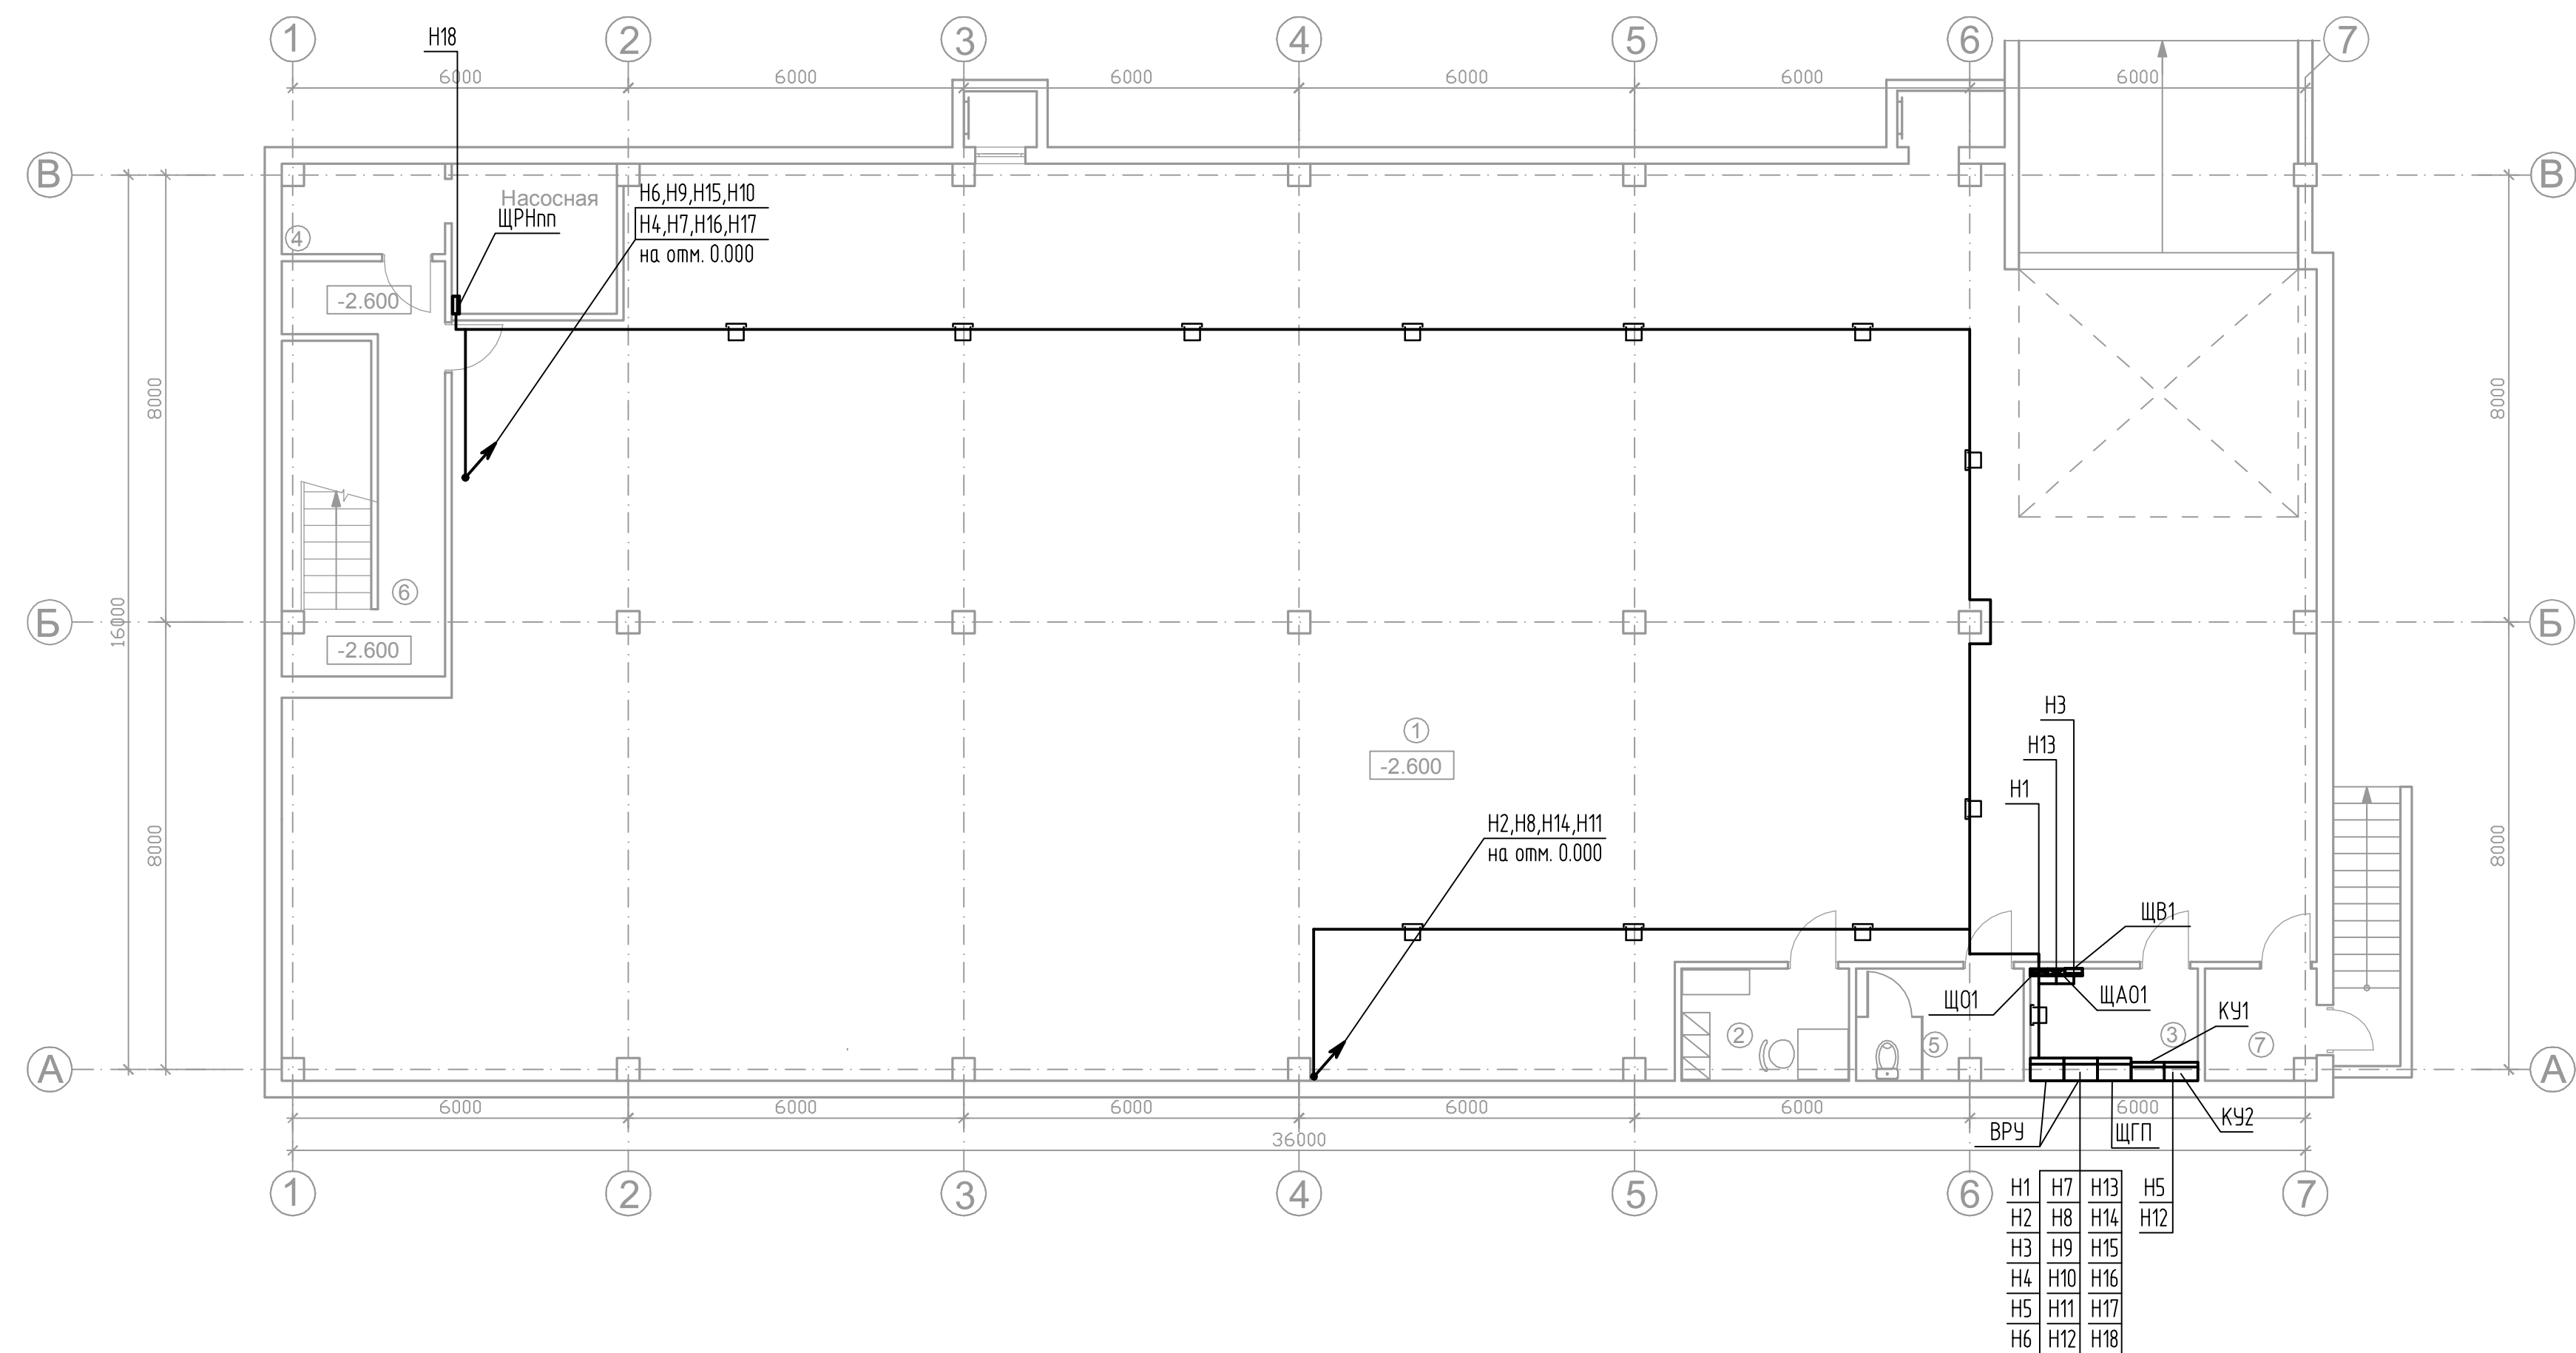 1
2
3
4
5
6
7
Н18
6000
6000
6000
6000
6000
6000
В
В
Насосная
ЩРНпп
Н6,Н9,Н15,Н10
Н4,Н7,Н16,Н17
на отм. 0.000
4
-2.600
8000
8000
6
Б
16000
Б
-2.600
Н3
1
Н13
-2.600
Н1
8000
Н2,Н8,Н14,Н11
на отм. 0.000
8000
ЩВ1
ЩО1
ЩАО1
КУ1
2
5
3
7
А
А
6000
6000
6000
6000
6000
6000
КУ2
36000
ВРУ
ЩГП
1
2
3
4
5
6
7
Н1 Н7 Н13 Н5
Н2 Н8 Н14 Н12
Н3 Н9 Н15
Н4 Н10 Н16
Н5 Н11 Н17
Н6 Н12 Н18